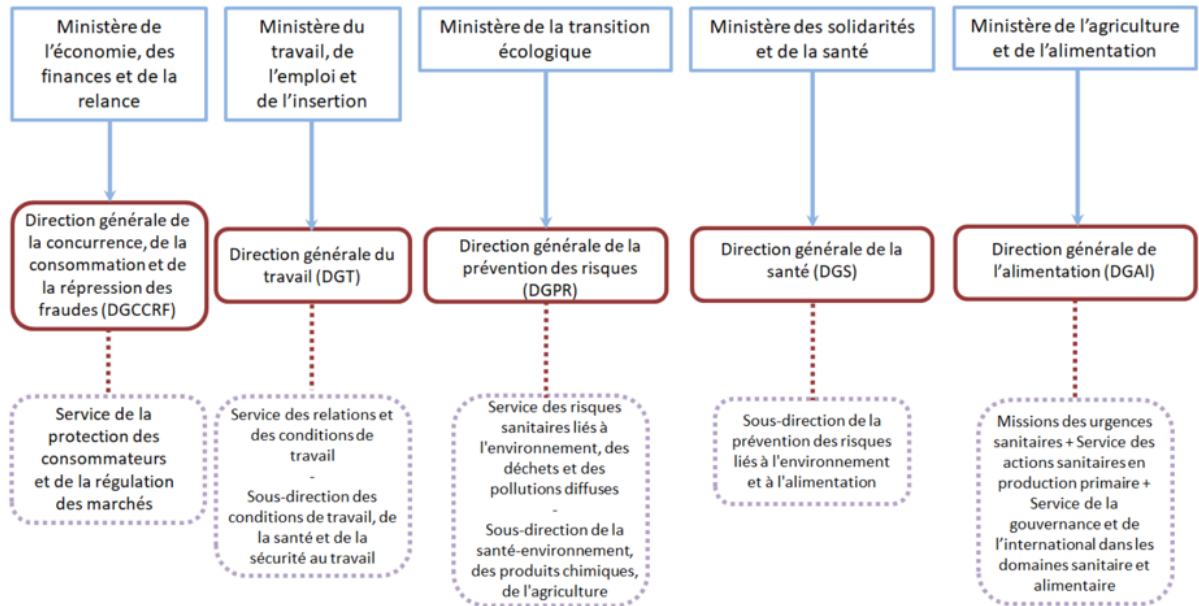 Ministère de
l'économie, des
finances et de la
relance
Ministère du
travail, de
l'emploi et
de l'insertion
Ministère de la transition
écologique
Ministère des solidarités
et de la santé
Ministère de l'agriculture
et de l'alimentation
Direction générale de
la concurrence, de la
consommation et de
la répression des
fraudes (DGCCRF)
Direction générale du
travail (DGT)
Direction générale de la
prévention des risques
(DGPR)
Direction générale de la
santé (DGS)
Direction générale de
l'alimentation (DGAl)
Service de la
protection des
consommateurs
et de la régulation
des marchés
Service des relations et
des conditions de
travail
-
Sous-direction des
conditions de travail, de
la santé et de la
sécurité au travail
Service des risques
sanitaires liés à
l'environnement, des
déchets et des
pollutions diffuses
-
Sous-direction de la
santé-environnement,
des produits chimiques,
de l'agriculture
Sous-direction de la
prévention des risques
liés à l'environnement
et à l'alimentation
Missions des urgences
sanitaires + Service des
actions sanitaires en
production primaire +
Service de la
gouvernance et de
l'international dans les
domaines sanitaire et
alimentaire